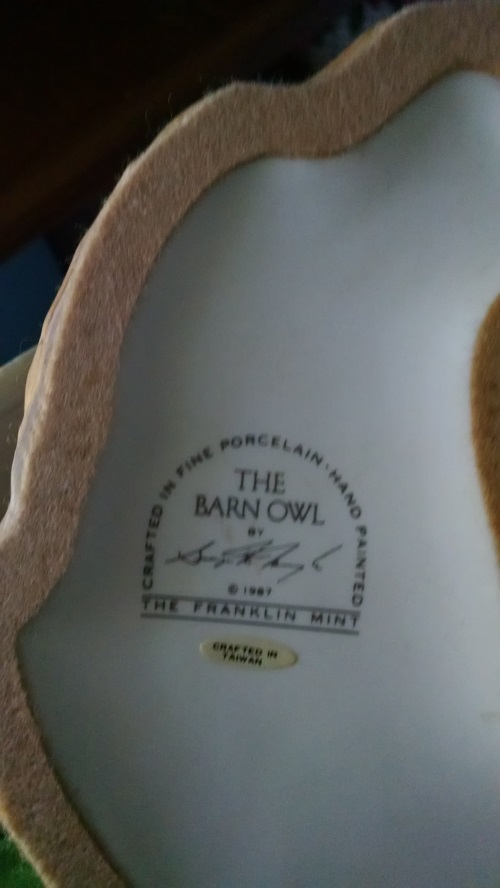 CRAFTED IN FINE PORCELAIN · HAND PAINTED
THE
BARN OWL
BY
© 1987
THE FRANKLIN MINT
CRAFTED IN
TAIWAN